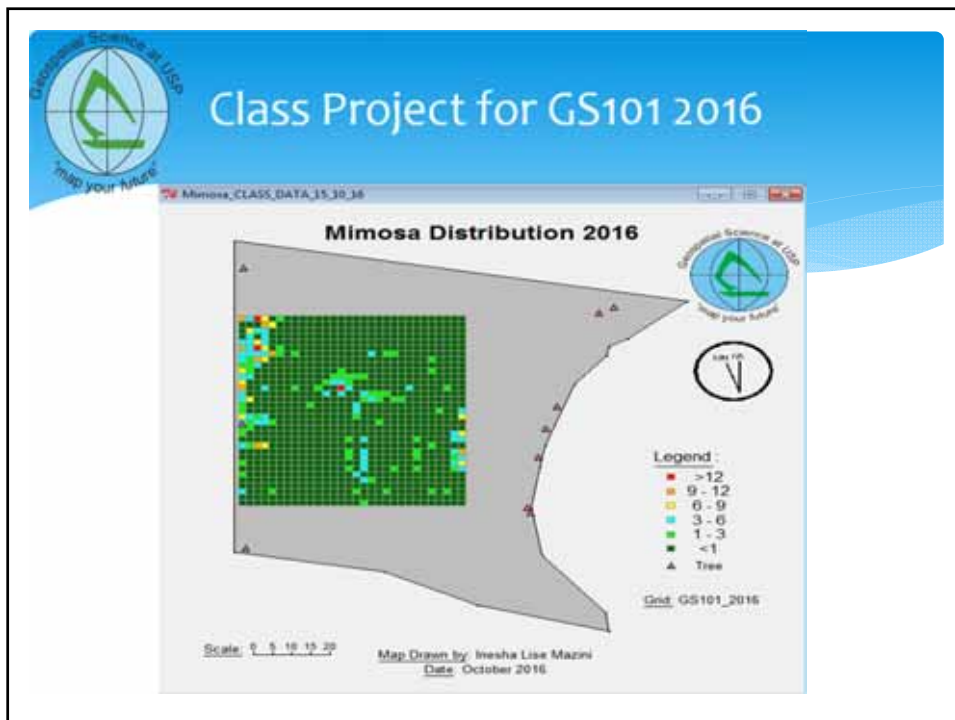 Geospatial Science at USP
"map your future"
Class Project for GS101 2016
Mimosa_CLASS_DATA_15_10_16
Mimosa Distribution 2016
Geospatial Science at USP
"map your future"
Legend :
>12
9 - 12
6 - 9
3 - 6
1 - 3
<1
Tree
Grid: GS101_2016
Scale: 0 5 10 15 20
Map Drawn by: Inesha Lise Mazini
Date: October 2016